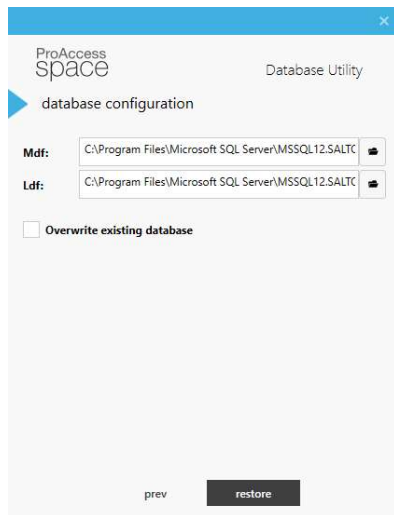 ProAccess
space
Database Utility
database configuration
Mdf: C:\Program Files\Microsoft SQL Server\MSSQL12.SALTC
Ldf: C:\Program Files\Microsoft SQL Server\MSSQL12.SALTC
Overwrite existing database
prev restore